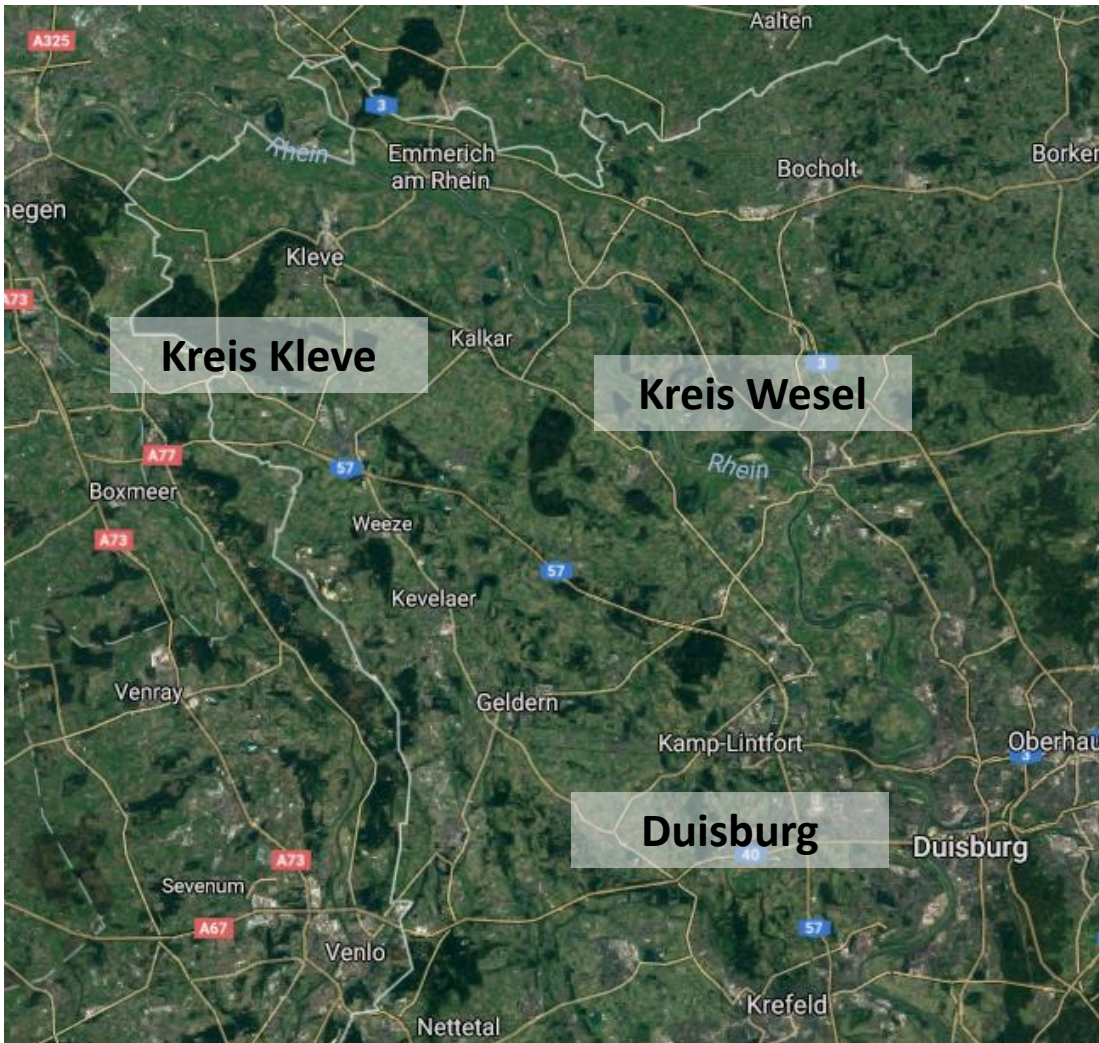 Aalten
A325
3
Rhein
Emmerich
am Rhein
Bocholt
Borken
negen
Kleve
A73
Kalkar
Kreis Kleve
3
Kreis Wesel
A77
57
Rhein
Boxmeer
Weeze
A73
57
Kevelaer
Venray
Geldern
Kamp-Lintfort
Oberhau
3
Duisburg
Duisburg
40
A73
Sevenum
A67
57
Venlo
Krefeld
Nettetal